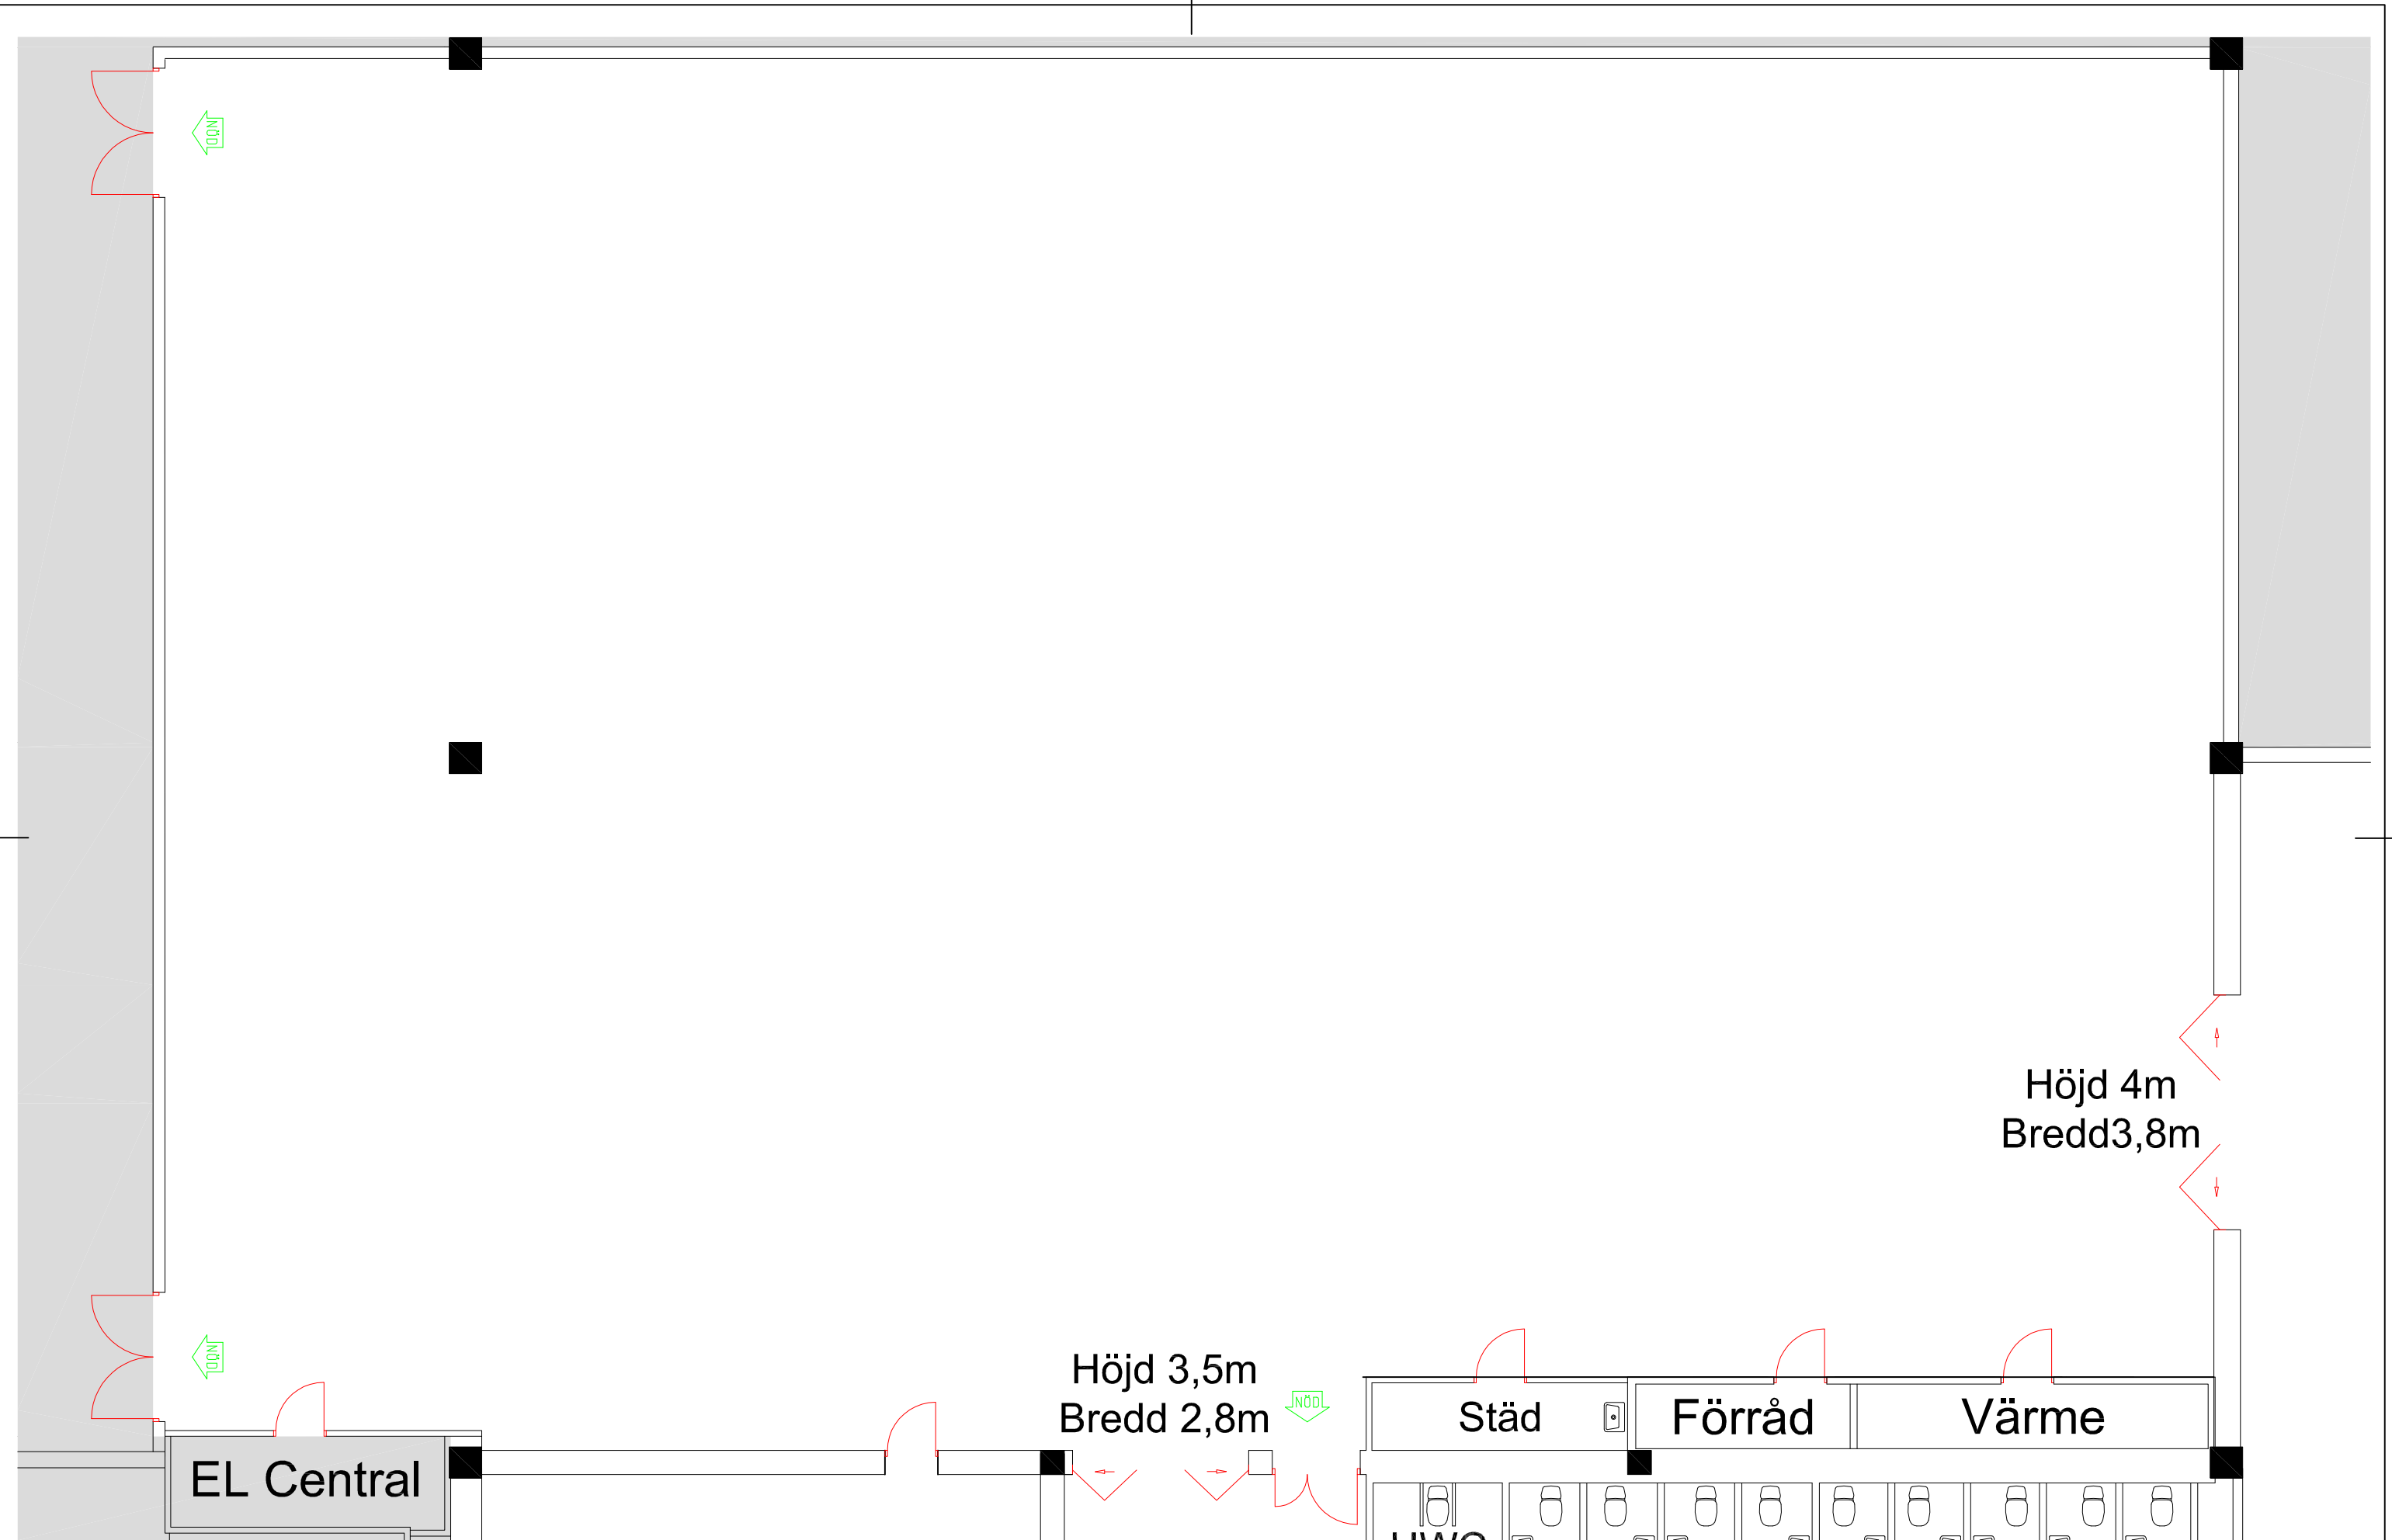 NÖD
Höjd 4m
Bredd3,8m
NÖD
Höjd 3,5m
Bredd 2,8m
NÖD
Städ
Förråd
Värme
EL Central